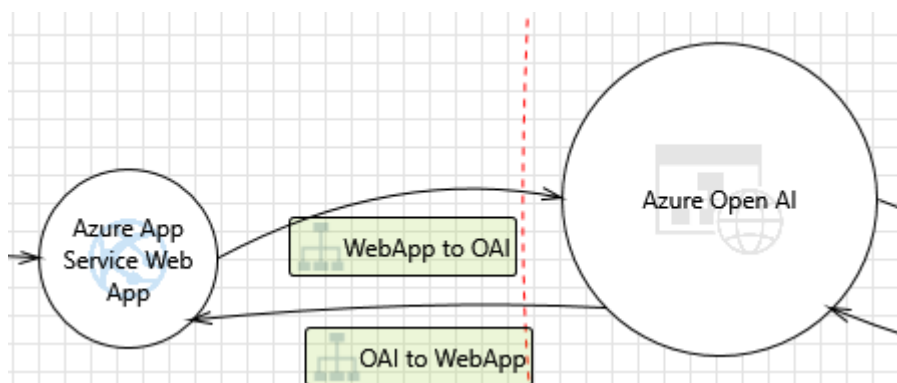 Azure App
Service Web
App
WebApp to OAI
Azure Open AI
OAI to WebApp